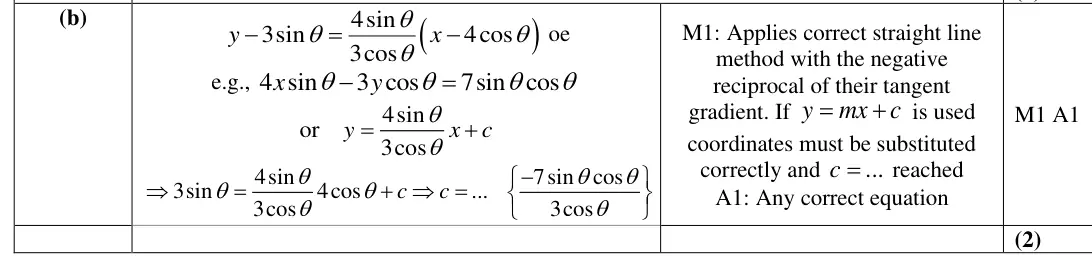 (b)
y − 3sin θ = 4sin θ / 3cos θ (x − 4cos θ) oe
e.g., 4x sin θ − 3y cos θ = 7sin θ cos θ
or y = 4sin θ / 3cos θ x + c
⇒ 3sin θ = 4sin θ / 3cos θ 4cos θ + c ⇒ c = ... {−7sin θ cos θ / 3cos θ}
M1: Applies correct straight line
method with the negative
reciprocal of their tangent
gradient. If y = mx + c is used
coordinates must be substituted
correctly and c = ... reached
A1: Any correct equation
M1 A1
(2)